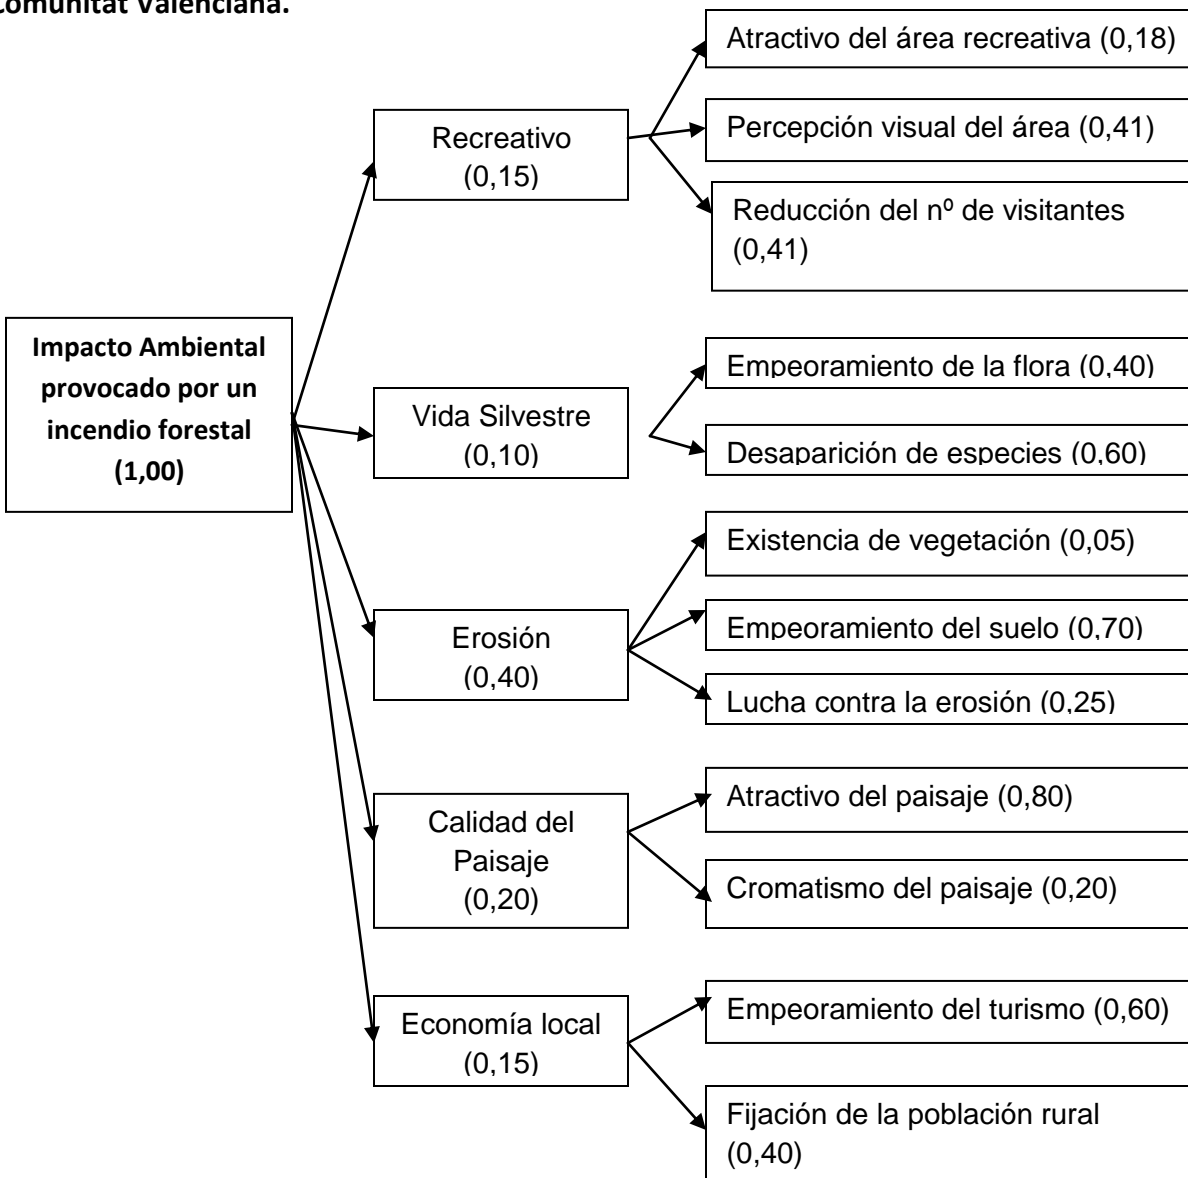 Comunitat Valenciana.
Atractivo del área recreativa (0,18)
Recreativo
(0,15)
Percepción visual del área (0,41)
Reducción del nº de visitantes
(0,41)
Impacto Ambiental
provocado por un
incendio forestal
(1,00)
Vida Silvestre
(0,10)
Empeoramiento de la flora (0,40)
Desaparición de especies (0,60)
Erosión
(0,40)
Existencia de vegetación (0,05)
Empeoramiento del suelo (0,70)
Lucha contra la erosión (0,25)
Calidad del
Paisaje
(0,20)
Atractivo del paisaje (0,80)
Cromatismo del paisaje (0,20)
Economía local
(0,15)
Empeoramiento del turismo (0,60)
Fijación de la población rural
(0,40)